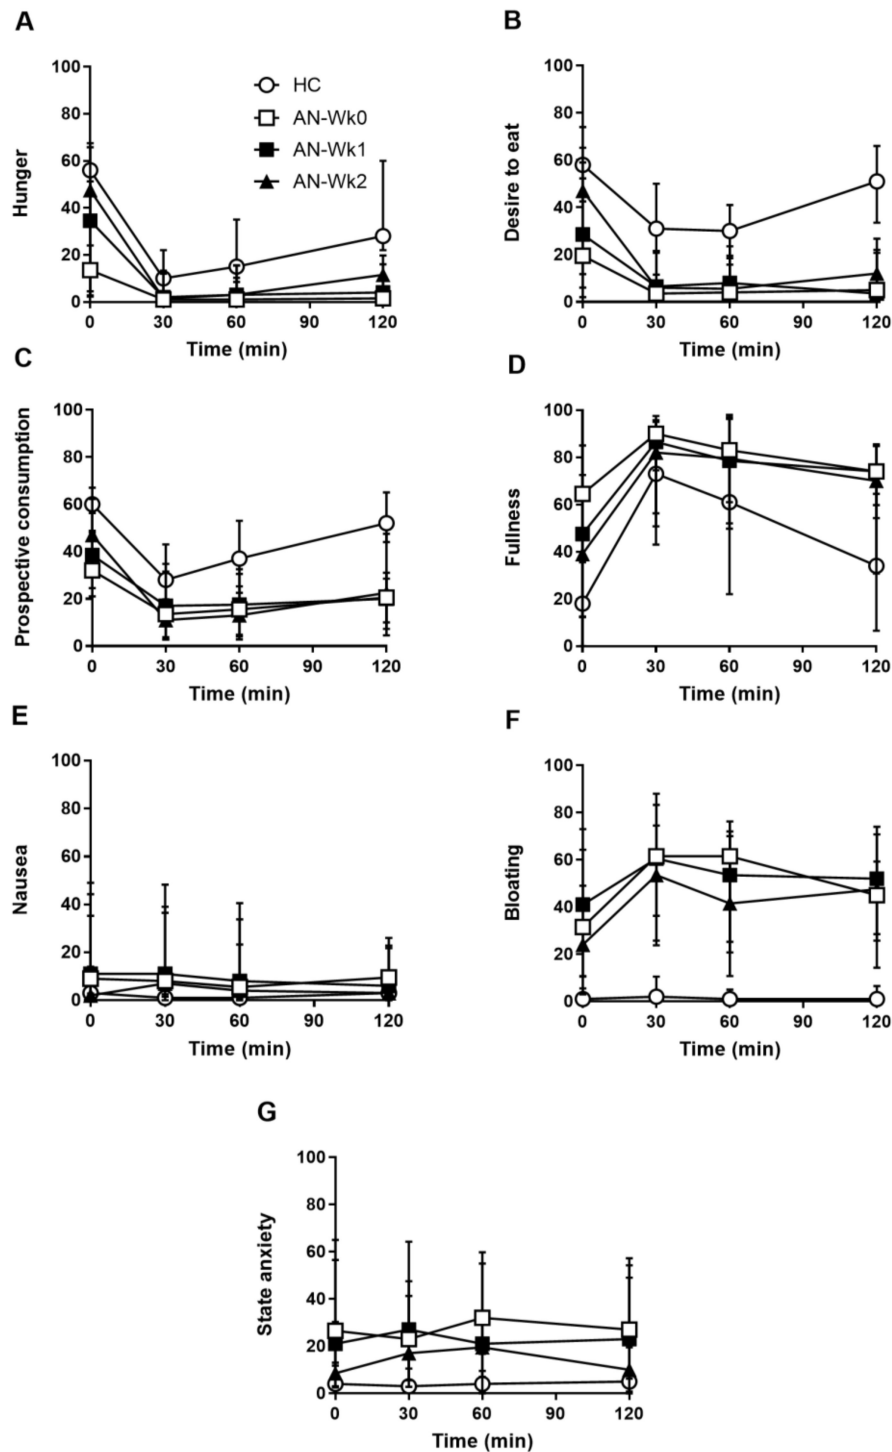 A
Hunger
100
80
60
40
20
0
0 30 60 90 120
Time (min)
HC
AN-Wk0
AN-Wk1
AN-Wk2
B
Desire to eat
100
80
60
40
20
0
0 30 60 90 120
Time (min)
C
Prospective consumption
100
80
60
40
20
0
0 30 60 90 120
Time (min)
D
Fullness
100
80
60
40
20
0
0 30 60 90 120
Time (min)
E
Nausea
100
80
60
40
20
0
0 30 60 90 120
Time (min)
F
Bloating
100
80
60
40
20
0
0 30 60 90 120
Time (min)
G
State anxiety
100
80
60
40
20
0
0 30 60 90 120
Time (min)